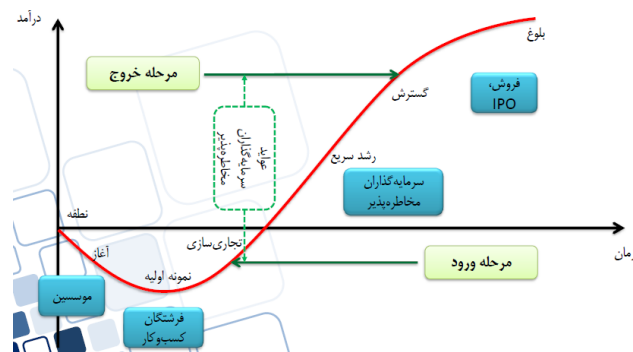 درآمد
بلوغ
مرحله خروج
گسترش
فروش،
IPO
عواید
سرمایه‌گذاران
مخاطره‌پذیر
رشد سریع
سرمایه‌گذاران
مخاطره‌پذیر
نطفه
تجاری‌سازی
زمان
آغاز
مرحله ورود
نمونه اولیه
موسسین
فرشتگان
کسب‌وکار